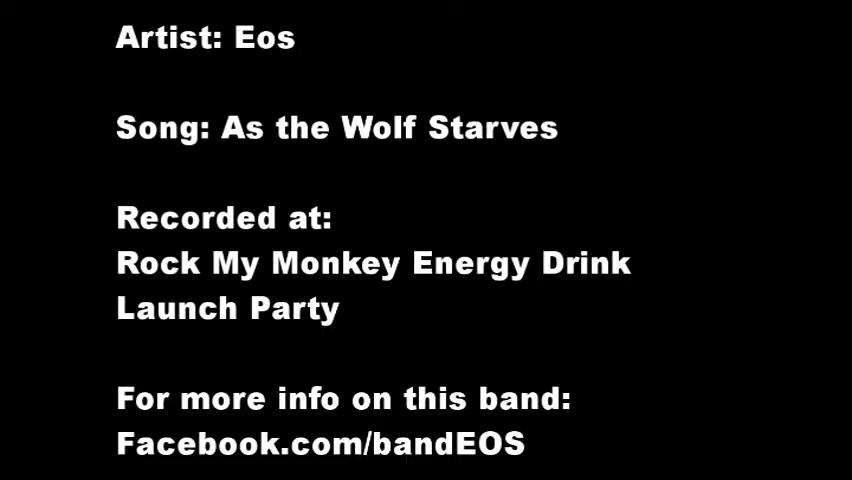 Artist: Eos
Song: As the Wolf Starves
Recorded at:
Rock My Monkey Energy Drink
Launch Party
For more info on this band:
Facebook.com/bandEOS